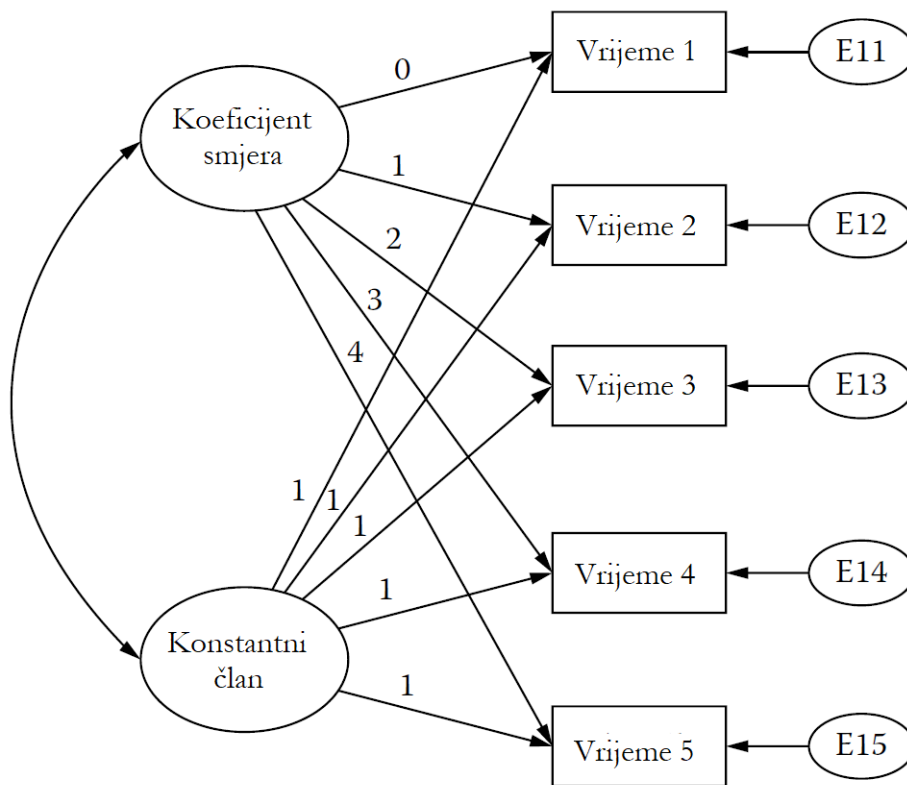 Vrijeme 1
E11
0
Koeficijent
smjera
1
Vrijeme 2
E12
2
3
4
Vrijeme 3
E13
1
1
1
1
Vrijeme 4
E14
Konstantni
član
1
Vrijeme 5
E15